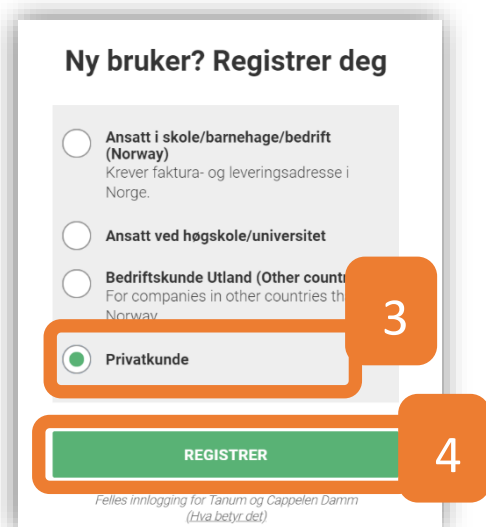 Ny bruker? Registrer deg
Ansatt i skole/barnehage/bedrift
(Norway)
Krever faktura- og leveringsadresse i
Norge.
Ansatt ved høgskole/universitet
Bedriftskunde Utland (Other
For companies in other countries
Norway
3
Privatkunde
REGISTRER
4
Felles innlogging for Tanum og Cappelen Damm
(Hva betyr det)